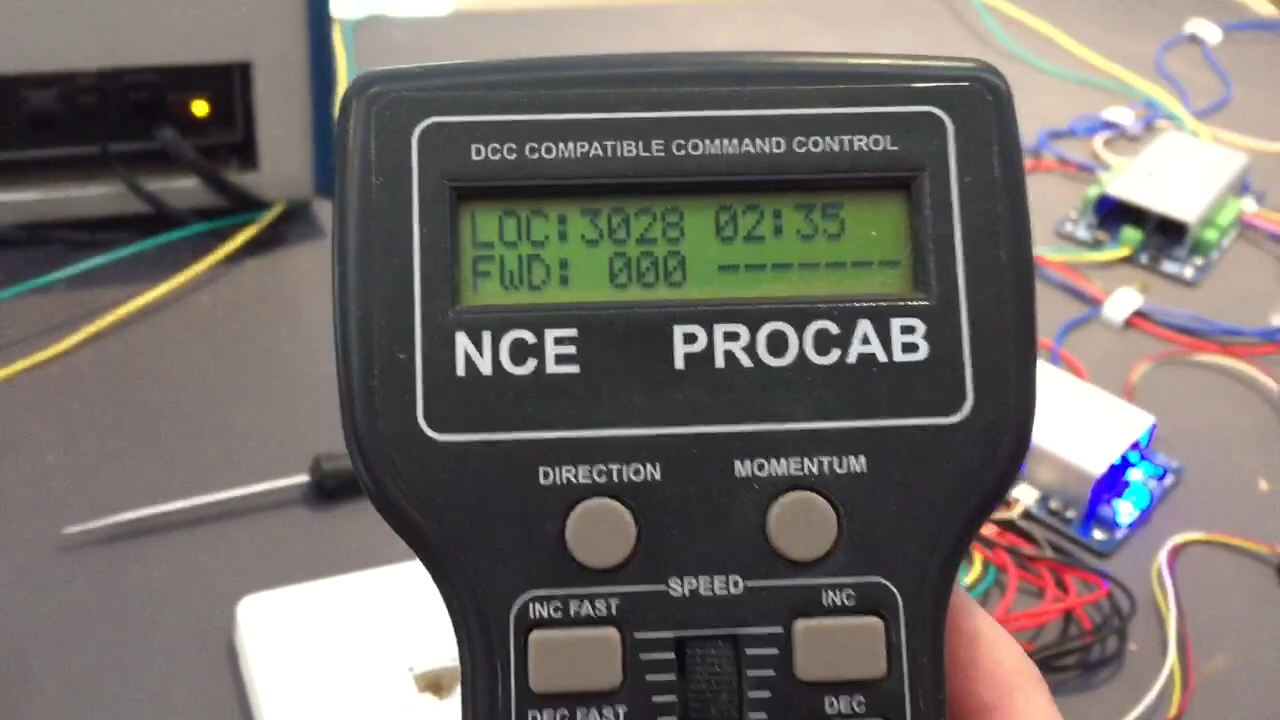 DCC COMPATIBLE COMMAND CONTROL
LOC:3028 02:35
FWD: 000 -------
NCE PROCAB
DIRECTION MOMENTUM
SPEED
INC FAST INC
DEC FAST DEC